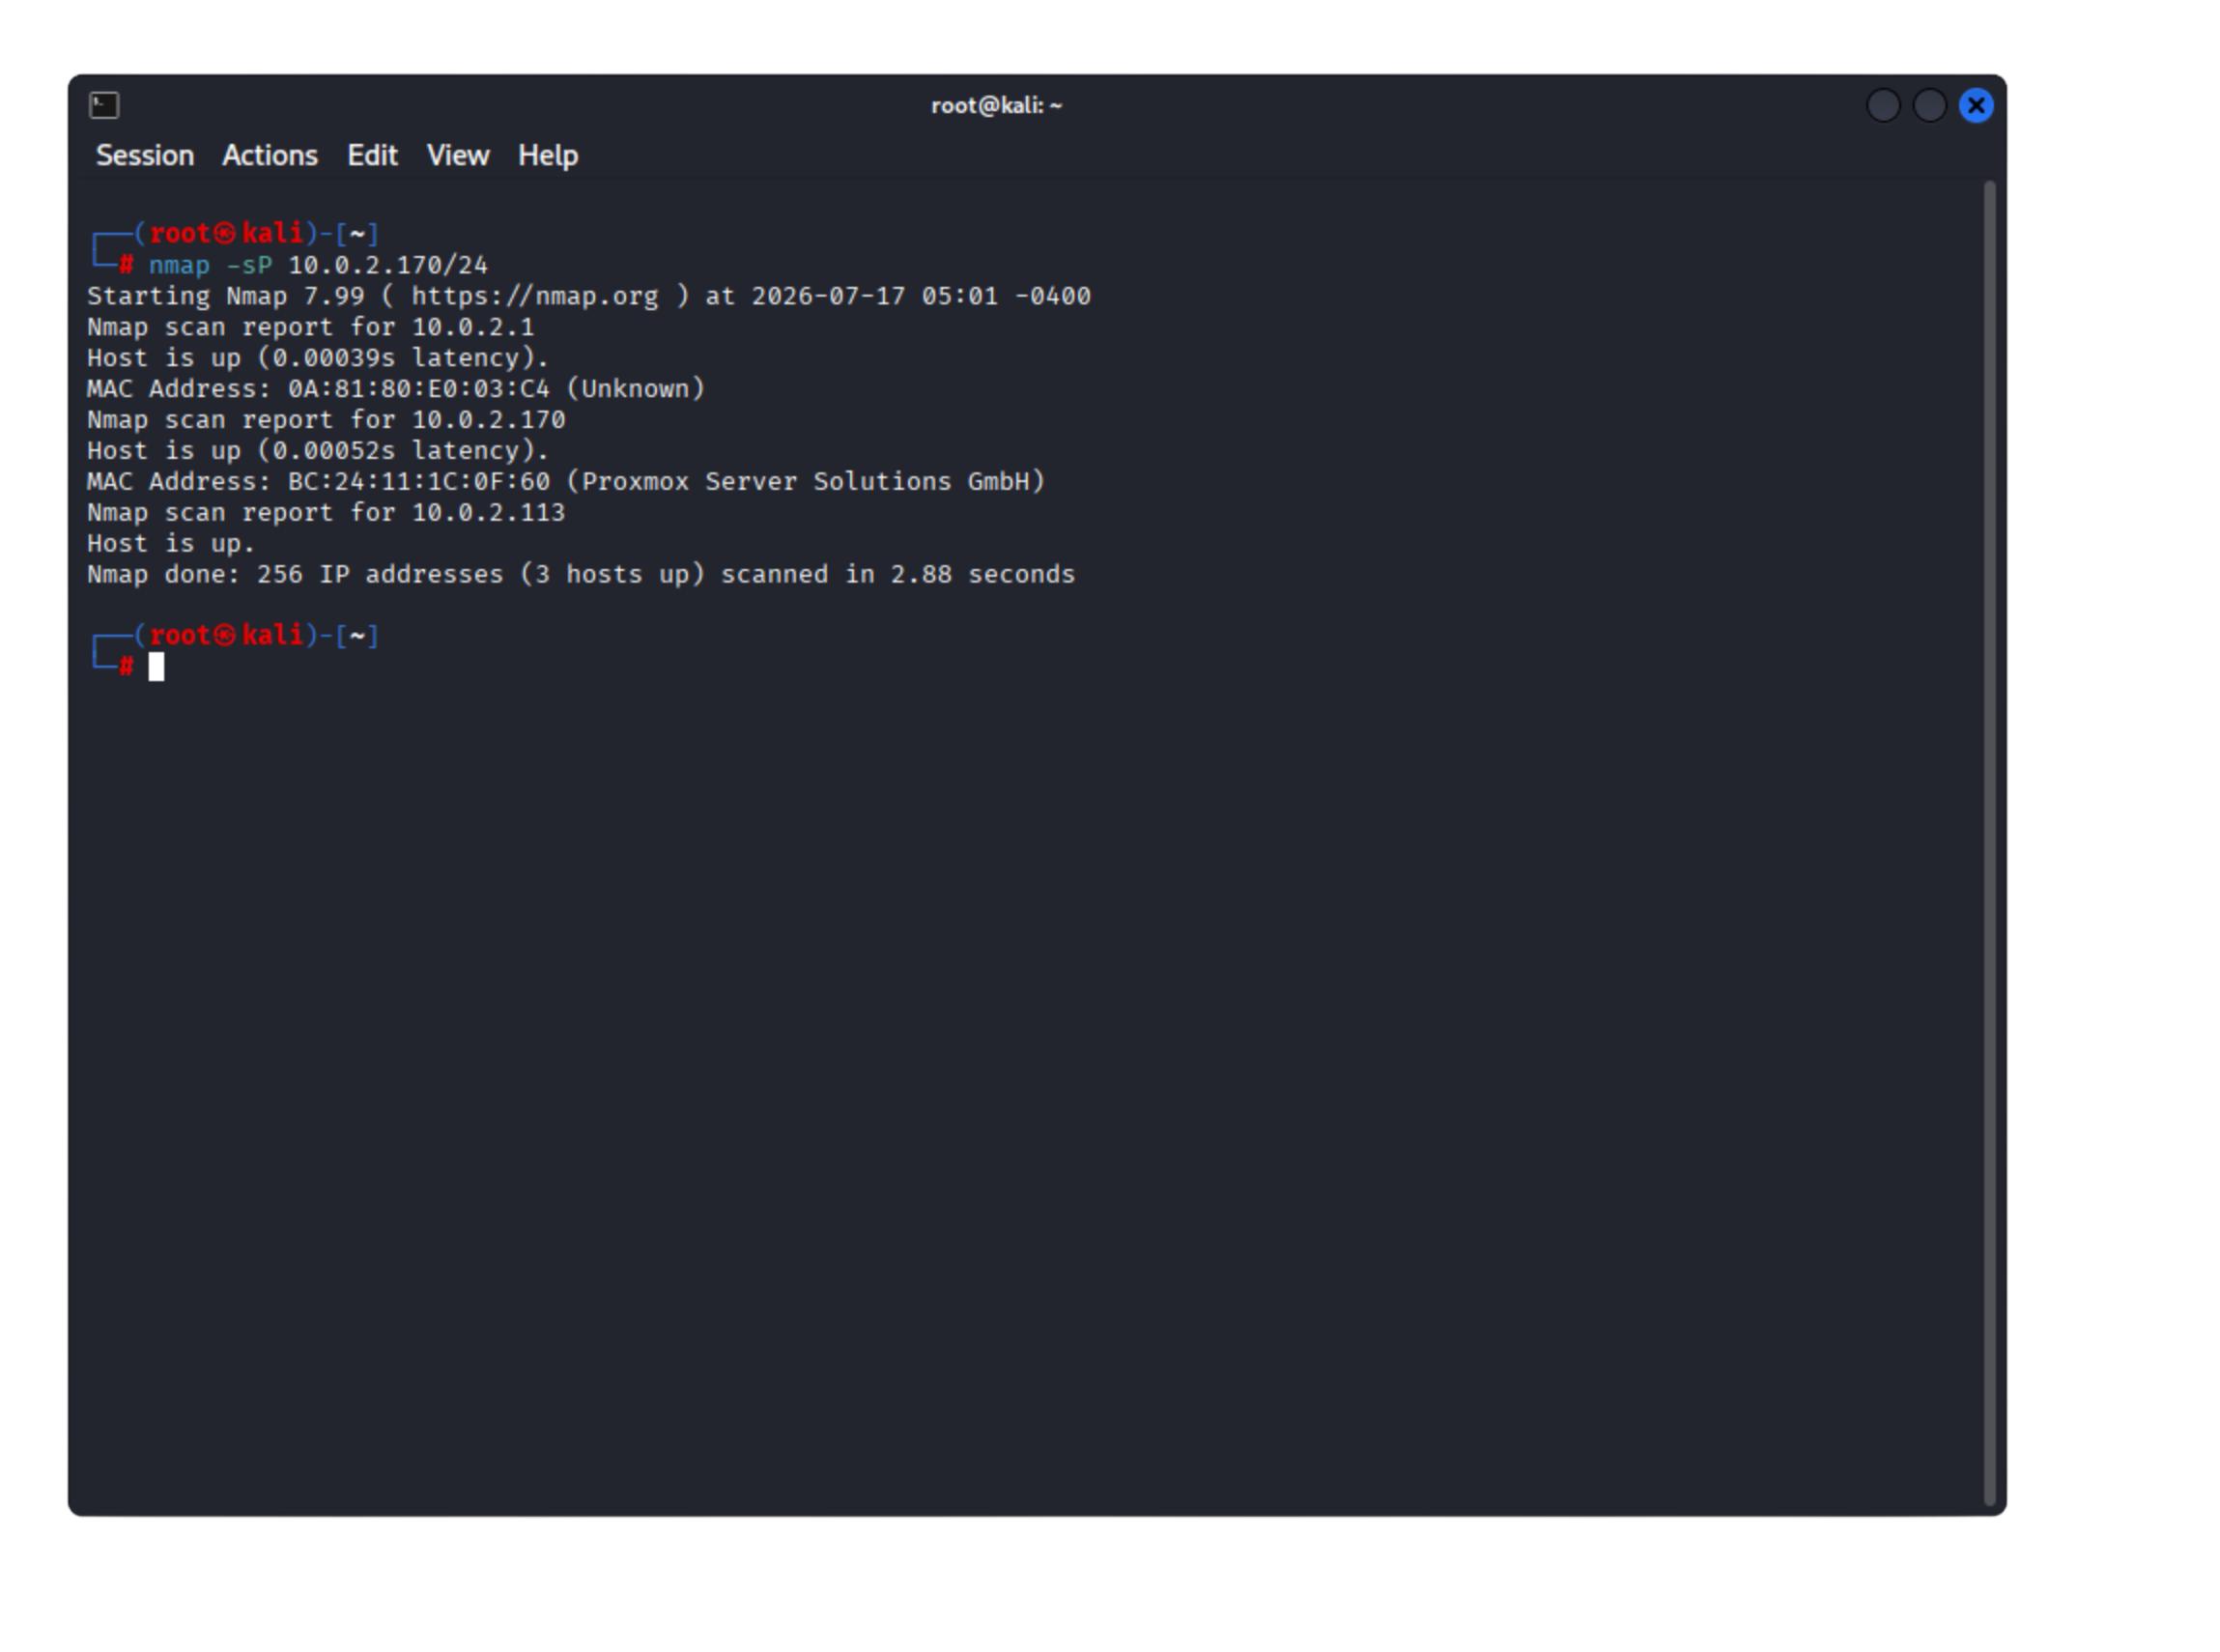 root@kali: ~
Session Actions Edit View Help
┌──(root㉿kali)-[~]
└─# nmap -sP 10.0.2.170/24
Starting Nmap 7.99 ( https://nmap.org ) at 2026-07-17 05:01 -0400
Nmap scan report for 10.0.2.1
Host is up (0.00039s latency).
MAC Address: 0A:81:80:E0:03:C4 (Unknown)
Nmap scan report for 10.0.2.170
Host is up (0.00052s latency).
MAC Address: BC:24:11:1C:0F:60 (Proxmox Server Solutions GmbH)
Nmap scan report for 10.0.2.113
Host is up.
Nmap done: 256 IP addresses (3 hosts up) scanned in 2.88 seconds
┌──(root㉿kali)-[~]
└─#